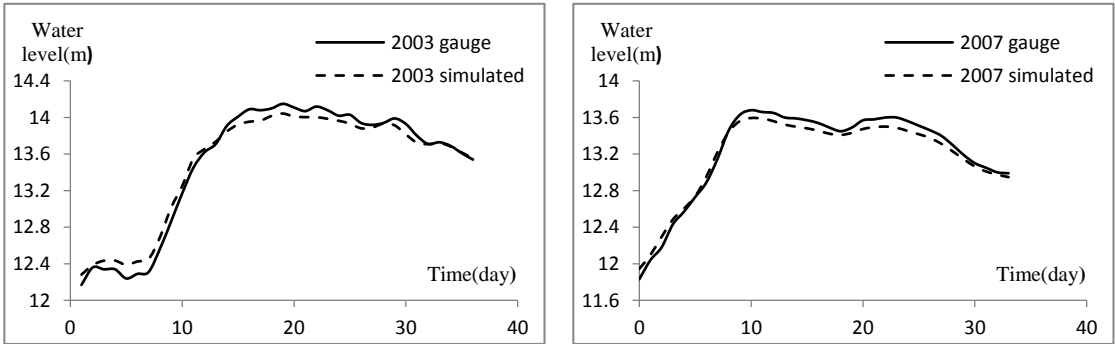 Water
level(m)
2003 gauge
2003 simulated
14.4
14
13.6
13.2
12.8
12.4
12
Time(day)
0 10 20 30 40
Water
level(m)
2007 gauge
2007 simulated
14
13.6
13.2
12.8
12.4
12
11.6
Time(day)
0 10 20 30 40